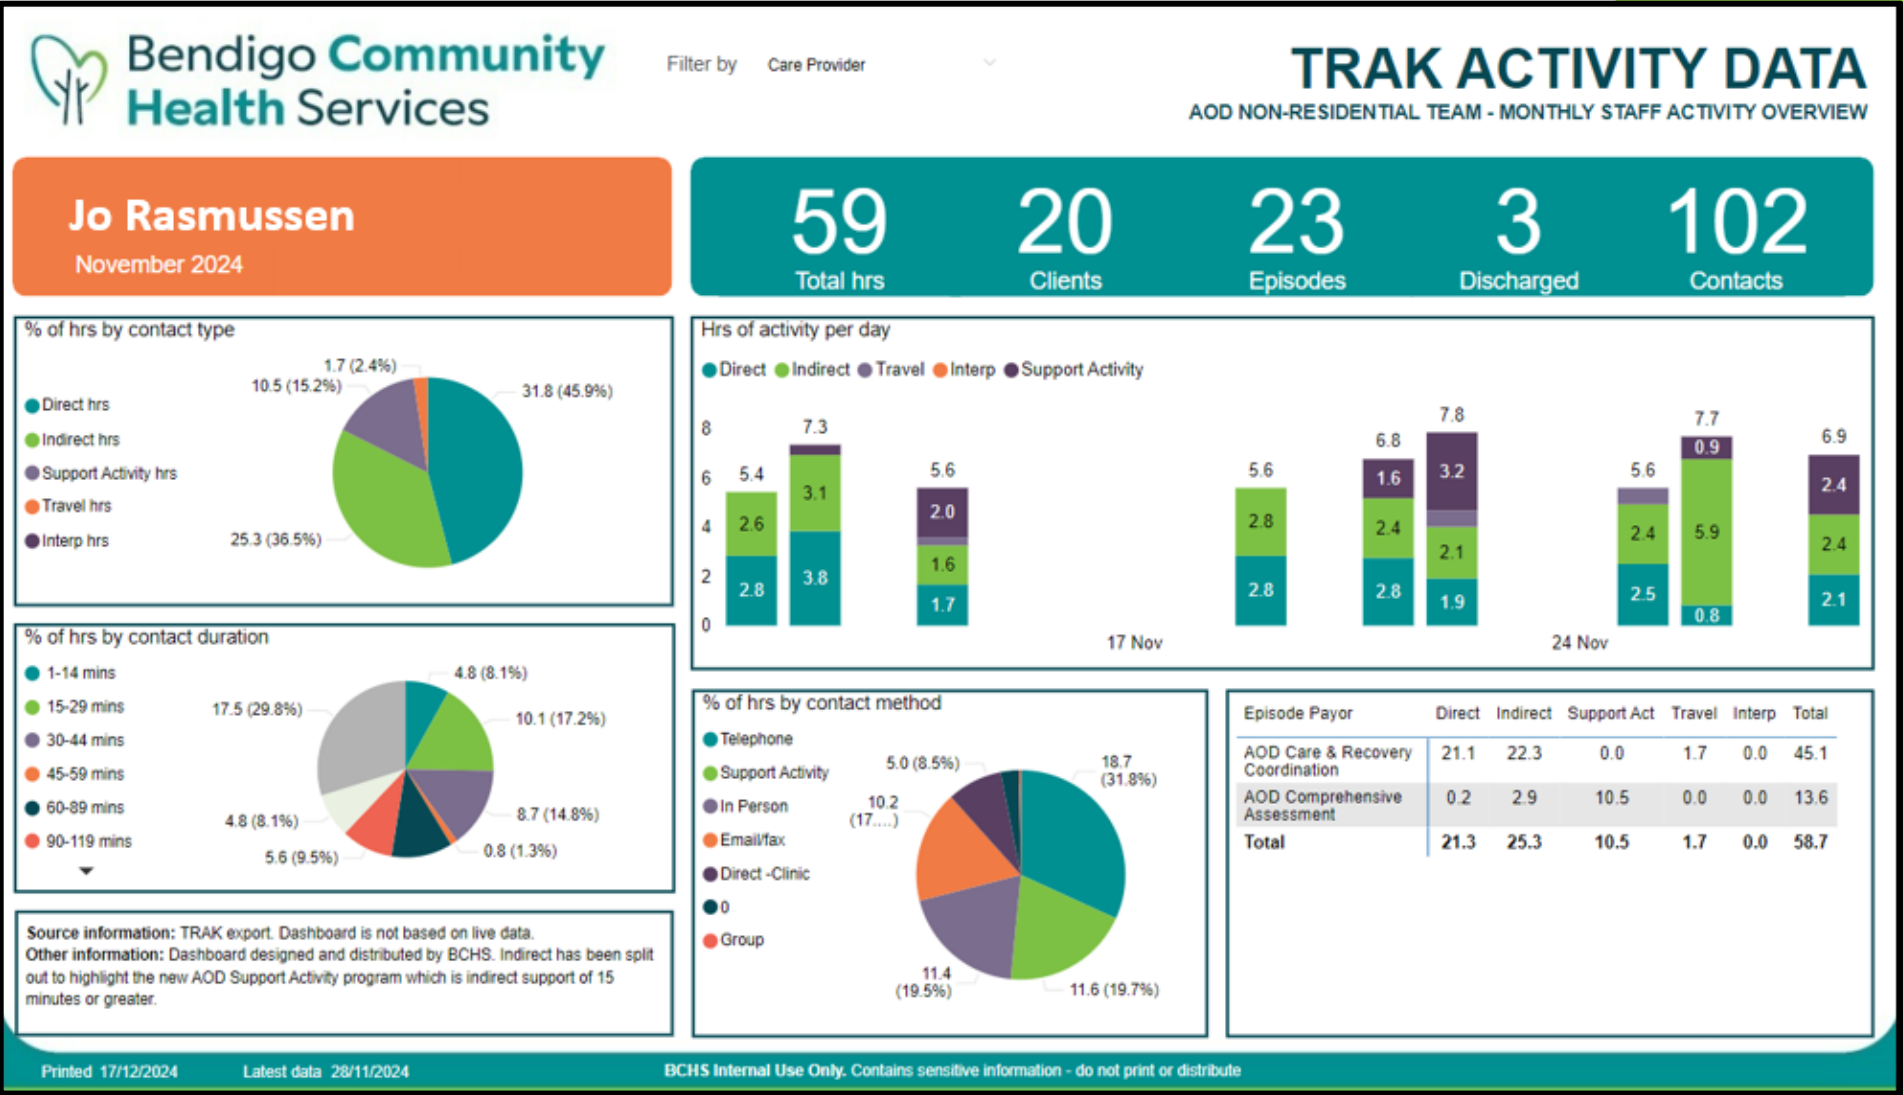 Bendigo Community
Health Services
Filter by Care Provider
TRAK ACTIVITY DATA
AOD NON-RESIDENTIAL TEAM - MONTHLY STAFF ACTIVITY OVERVIEW
Jo Rasmussen
November 2024
59 20 23 3 102
Total hrs Clients Episodes Discharged Contacts
% of hrs by contact type
Direct hrs
Indirect hrs
Support Activity hrs
Travel hrs
Interp hrs
1.7 (2.4%)
10.5 (15.2%)
31.8 (45.9%)
25.3 (36.5%)
Hrs of activity per day
Direct Indirect Travel Interp Support Activity
8
6
4
2
0
5.4
2.6
2.8
7.3
3.1
3.8
5.6
2.0
1.6
1.7
5.6
2.8
2.8
6.8
1.6
2.4
2.8
7.8
3.2
2.1
1.9
5.6
2.4
2.5
7.7
0.9
5.9
0.8
6.9
2.4
2.4
2.1
17 Nov 24 Nov
% of hrs by contact duration
1-14 mins
15-29 mins
30-44 mins
45-59 mins
60-89 mins
90-119 mins
4.8 (8.1%)
10.1 (17.2%)
8.7 (14.8%)
0.8 (1.3%)
5.6 (9.5%)
4.8 (8.1%)
17.5 (29.8%)
% of hrs by contact method
Telephone
Support Activity
In Person
Email/fax
Direct -Clinic
0
Group
5.0 (8.5%)
18.7
(31.8%)
10.2
(17....)
11.4
(19.5%)
11.6 (19.7%)
Episode Payor Direct Indirect Support Act Travel Interp Total
AOD Care & Recovery
Coordination 21.1 22.3 0.0 1.7 0.0 45.1
AOD Comprehensive
Assessment 0.2 2.9 10.5 0.0 0.0 13.6
Total 21.3 25.3 10.5 1.7 0.0 58.7
Source information: TRAK export. Dashboard is not based on live data.
Other information: Dashboard designed and distributed by BCHS. Indirect has been split
out to highlight the new AOD Support Activity program which is indirect support of 15
minutes or greater.
Printed 17/12/2024 Latest data 28/11/2024 BCHS Internal Use Only. Contains sensitive information - do not print or distribute